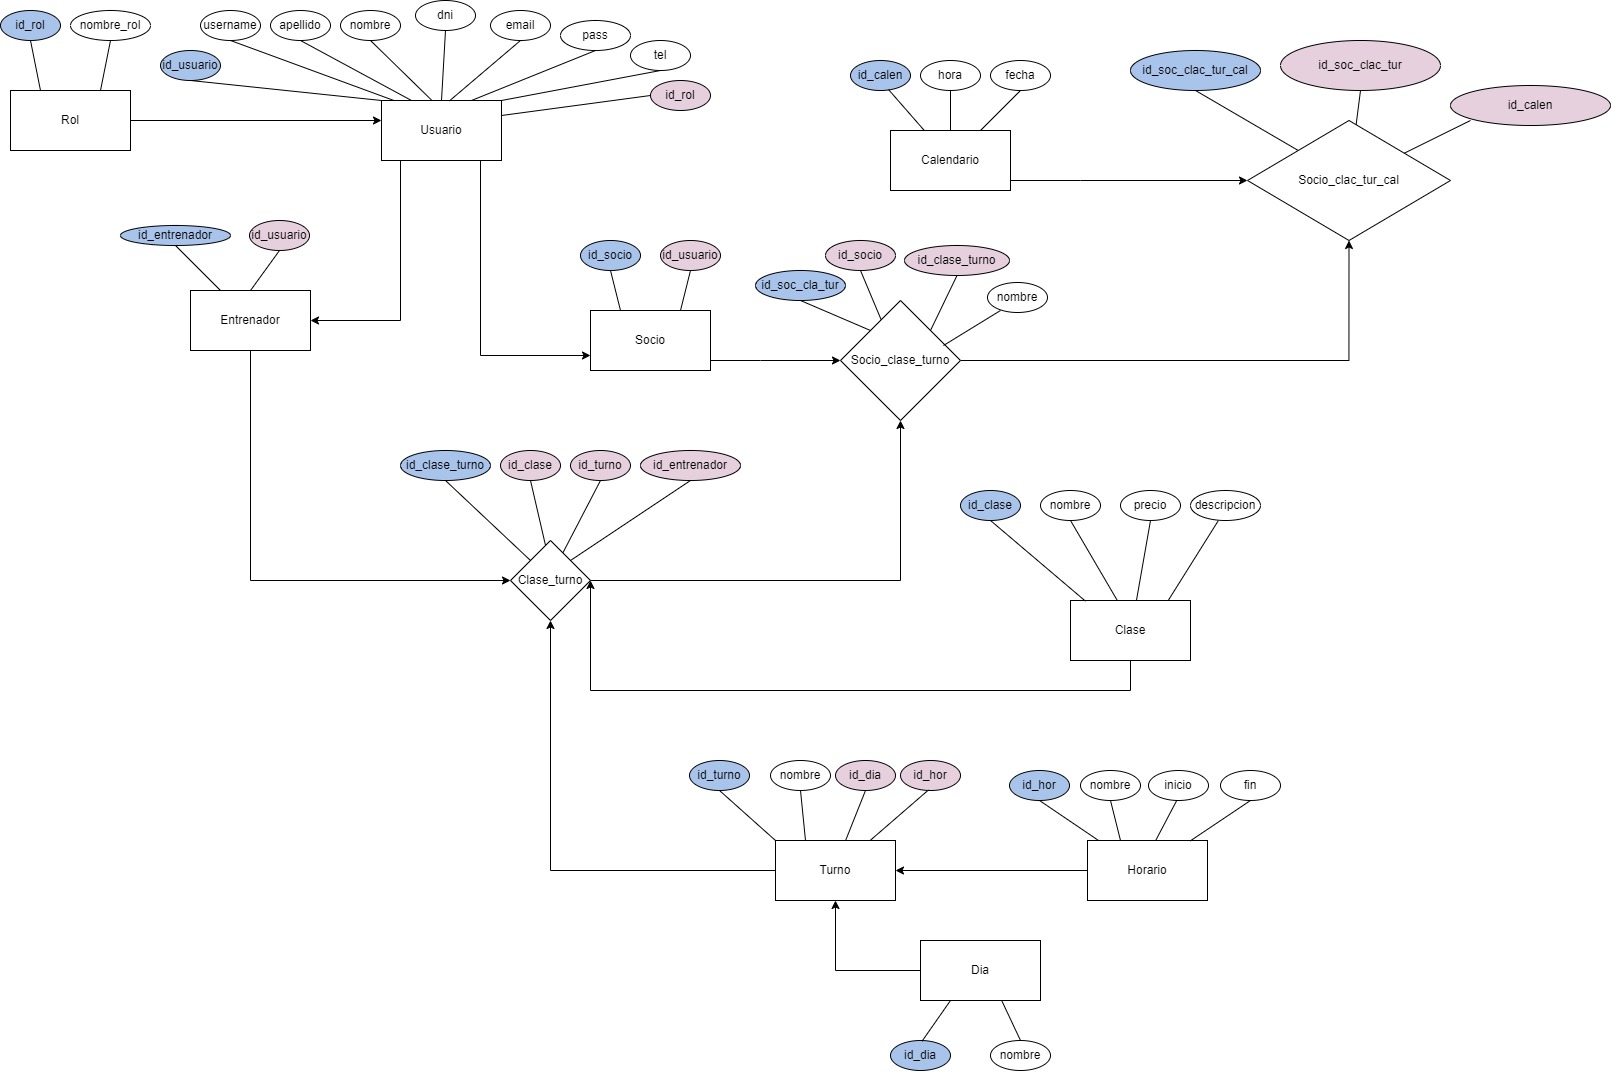 id_rol
nombre_rol
username
apellido
nombre
dni
email
pass
tel
id_usuario
id_rol
Rol
Usuario
id_calen
hora
fecha
id_soc_clac_tur_cal
id_soc_clac_tur
id_calen
Calendario
Socio_clac_tur_cal
id_entrenador
id_usuario
Entrenador
id_socio
id_usuario
Socio
id_soc_cla_tur
id_socio
id_clase_turno
nombre
Socio_clase_turno
id_clase_turno
id_clase
id_turno
id_entrenador
Clase_turno
id_clase
nombre
precio
descripcion
Clase
id_turno
nombre
id_dia
id_hor
Turno
id_hor
nombre
inicio
fin
Horario
Dia
id_dia
nombre